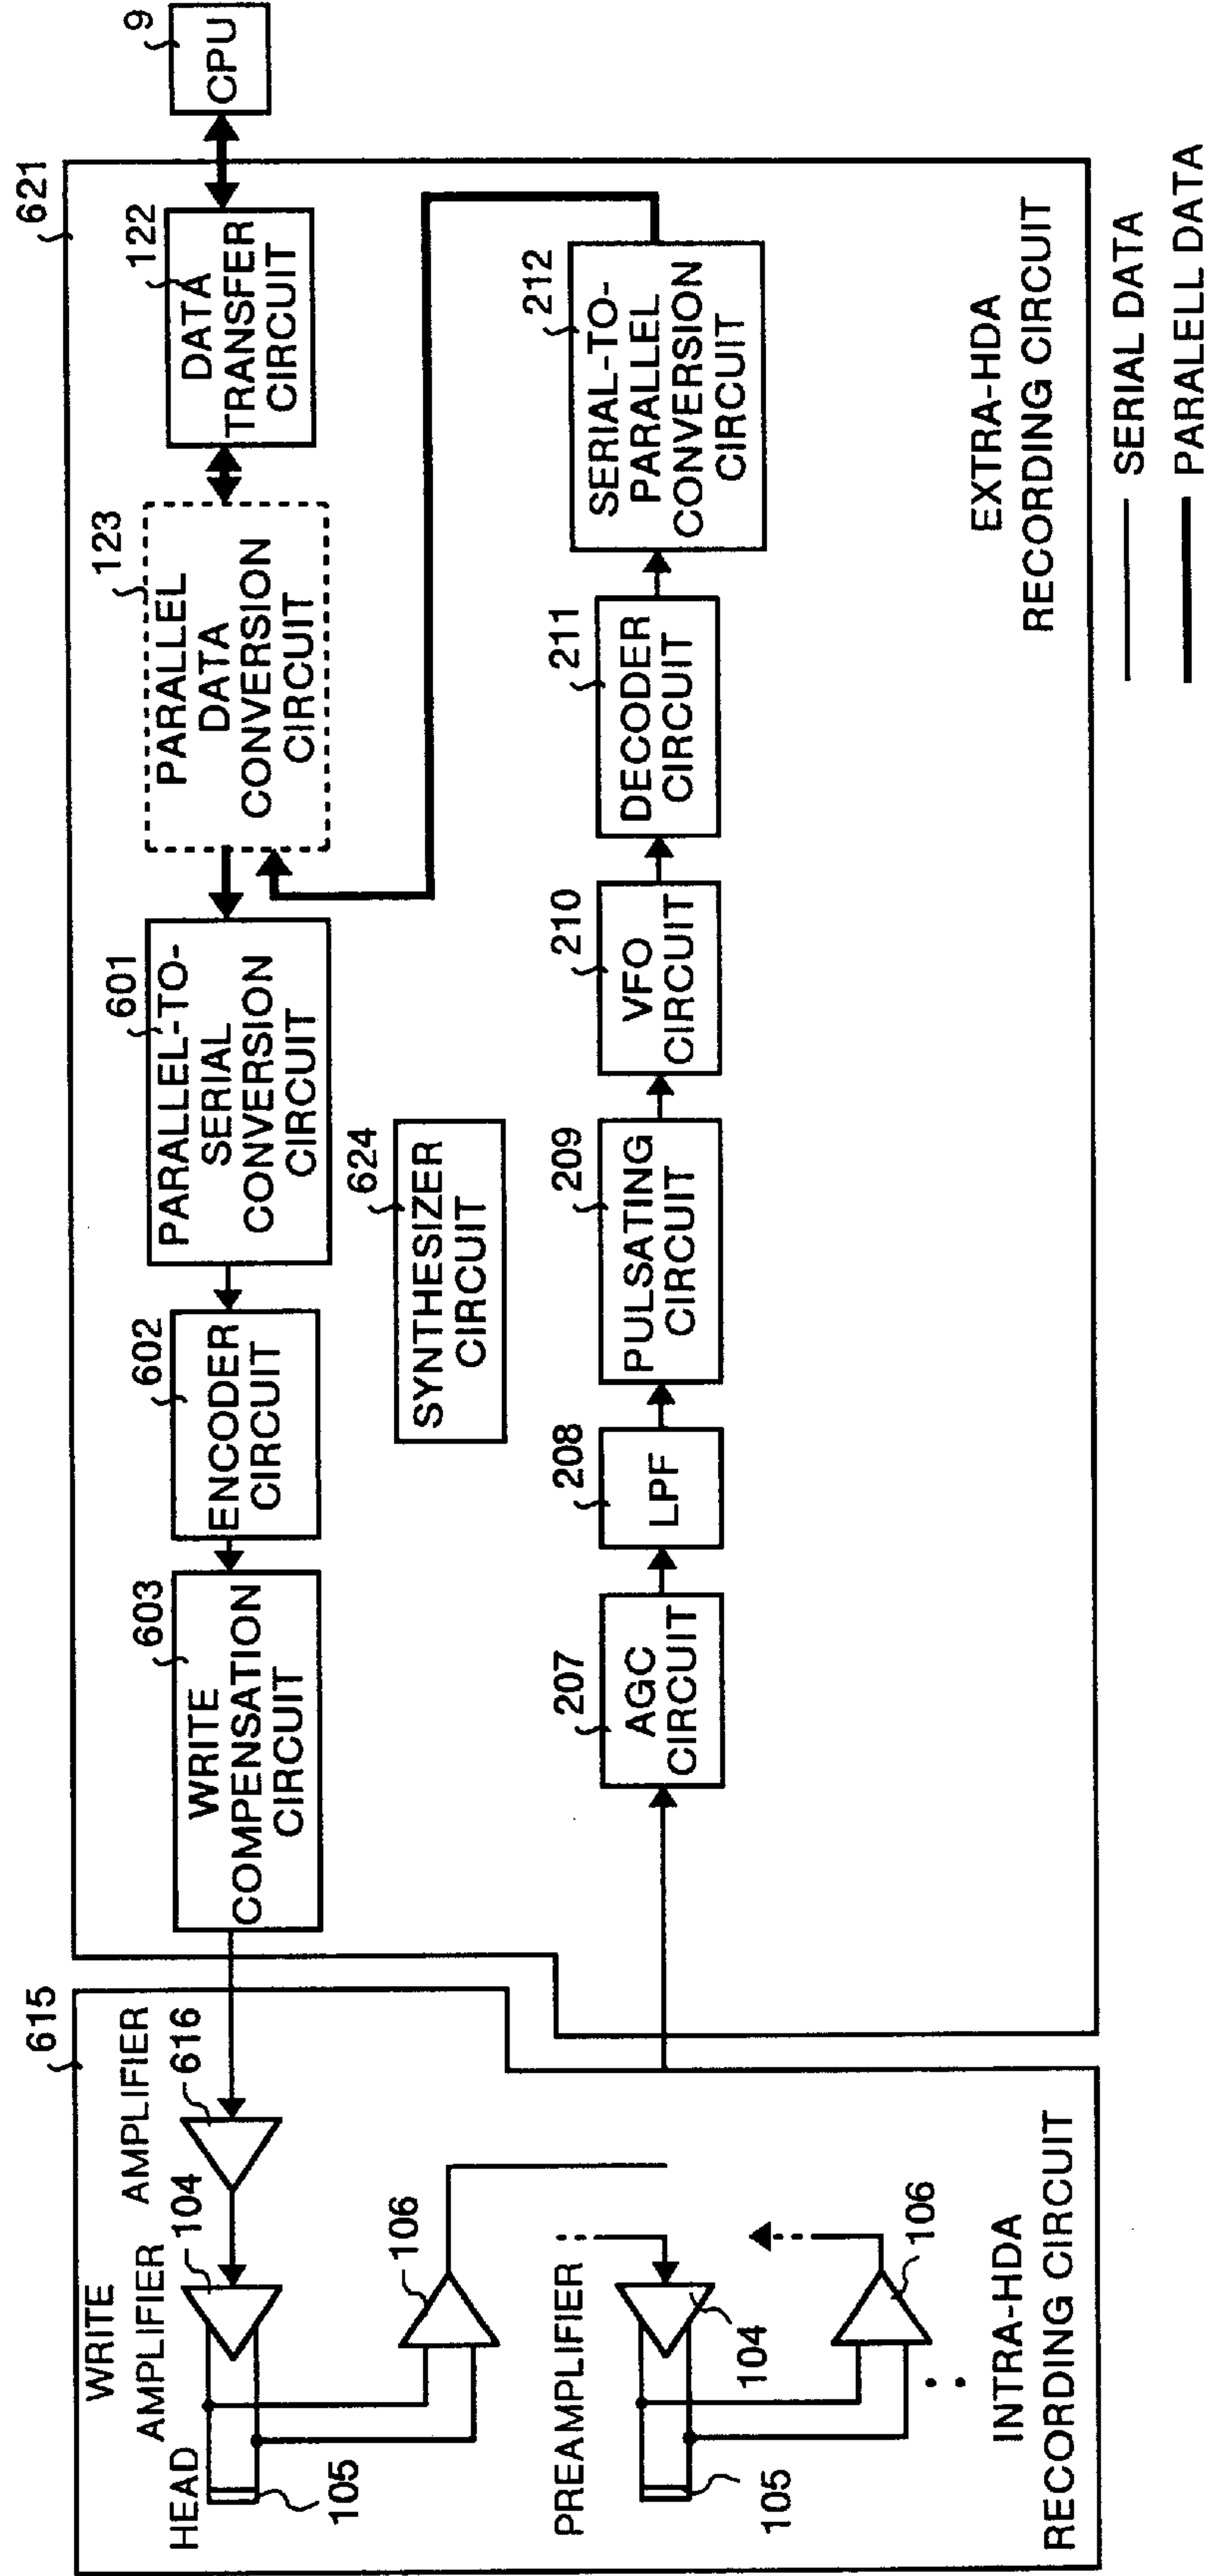 615
WRITE
AMPLIFIER
104
AMPLIFIER
616
HEAD
105
106
PREAMPLIFIER
104
105
106
INTRA-HDA
RECORDING CIRCUIT
621
603
WRITE
COMPENSATION
CIRCUIT
602
ENCODER
CIRCUIT
601
PARALLEL-TO-
SERIAL
CONVERSION
CIRCUIT
123
PARALLEL
DATA
CONVERSION
CIRCUIT
122
DATA
TRANSFER
CIRCUIT
9
CPU
624
SYNTHESIZER
CIRCUIT
207
AGC
CIRCUIT
208
LPF
209
PULSATING
CIRCUIT
210
VFO
CIRCUIT
211
DECODER
CIRCUIT
212
SERIAL-TO-
PARALLEL
CONVERSION
CIRCUIT
EXTRA-HDA
RECORDING CIRCUIT
SERIAL DATA
PARALELL DATA